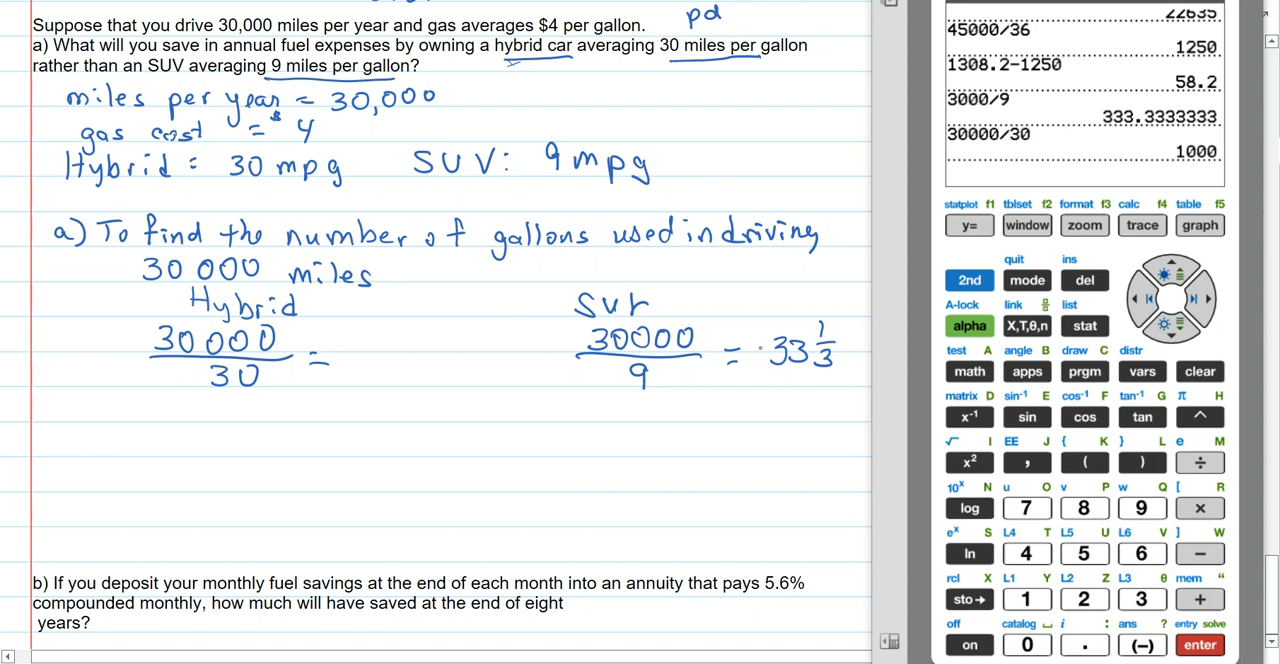 Suppose that you drive 30,000 miles per year and gas averages $4 per gallon.
pd
a) What will you save in annual fuel expenses by owning a hybrid car averaging 30 miles per gallon
rather than an SUV averaging 9 miles per gallon?
miles per year = 30,000
gas cost = $4
Hybrid = 30 mpg SUV: 9 mpg
a) To find the number of gallons used in driving
30 000 miles
Hybrid SUV
30 000 / 30 = 30000 / 9 = 33 1/3
b) If you deposit your monthly fuel savings at the end of each month into an annuity that pays 5.6%
compounded monthly, how much will have saved at the end of eight
years?
22635
45000/36
1250
1308.2-1250
58.2
3000/9
333.3333333
30000/30
1000
statplot f1 tblset f2 format f3 calc f4 table f5
y= window zoom trace graph
quit ins
2nd mode del
A-lock link list
alpha X,T,θ,n stat
test A angle B draw C distr
math apps prgm vars clear
matrix D sin⁻¹ E cos⁻¹ F tan⁻¹ G π H
x⁻¹ sin cos tan ^
√ I EE J { K } L e M
x² , ( ) ÷
10ˣ N u O v P w Q [ R
log 7 8 9 ×
eˣ S L4 T L5 U L6 V ] W
ln 4 5 6 −
rcl X L1 Y L2 Z L3 θ mem “
sto→ 1 2 3 +
off catalog ⎵ i : ans ? entry solve
on 0 . (−) enter